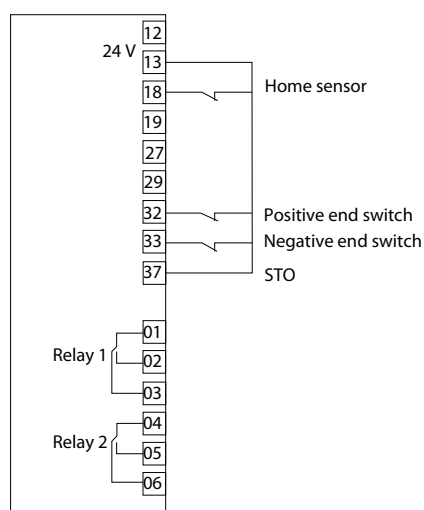 12
24 V
13
18
Home sensor
19
27
29
32
Positive end switch
33
Negative end switch
37
STO
01
Relay 1
02
03
04
Relay 2
05
06